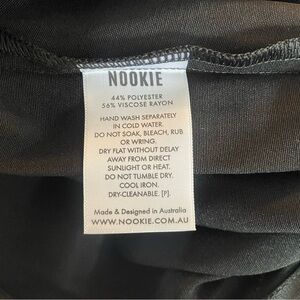 NOOKIE
44% POLYESTER
56% VISCOSE RAYON
HAND WASH SEPARATELY
IN COLD WATER.
DO NOT SOAK, BLEACH, RUB
OR WRING.
DRY FLAT WITHOUT DELAY
AWAY FROM DIRECT
SUNLIGHT OR HEAT.
DO NOT TUMBLE DRY.
COOL IRON.
DRY-CLEANABLE. [P].
Made & Designed in Australia
WWW.NOOKIE.COM.AU